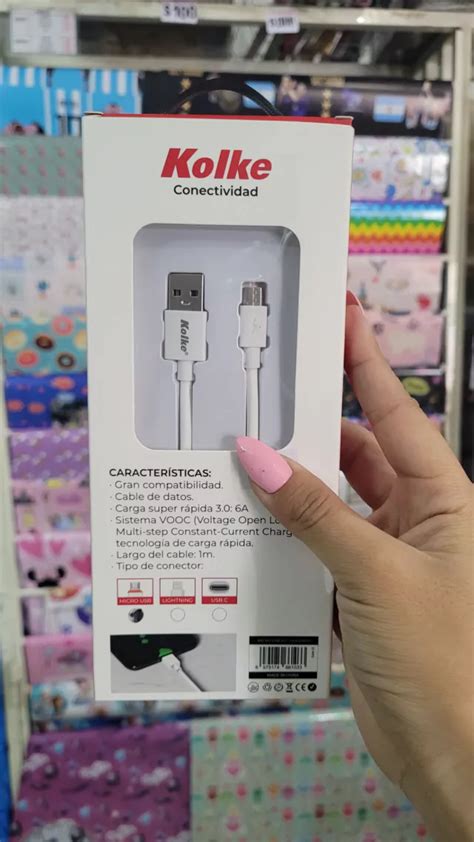 Kolke
Conectividad
Kolke
CARACTERÍSTICAS:
· Gran compatibilidad.
· Cable de datos.
· Carga super rápida 3.0: 6A
· Sistema VOOC (Voltage Open Lo
Multi-step Constant-Current Charg
tecnología de carga rápida.
· Largo del cable: 1m.
· Tipo de conector:
MICRO USB
LIGHTNING
USB C
MADE IN CHINA